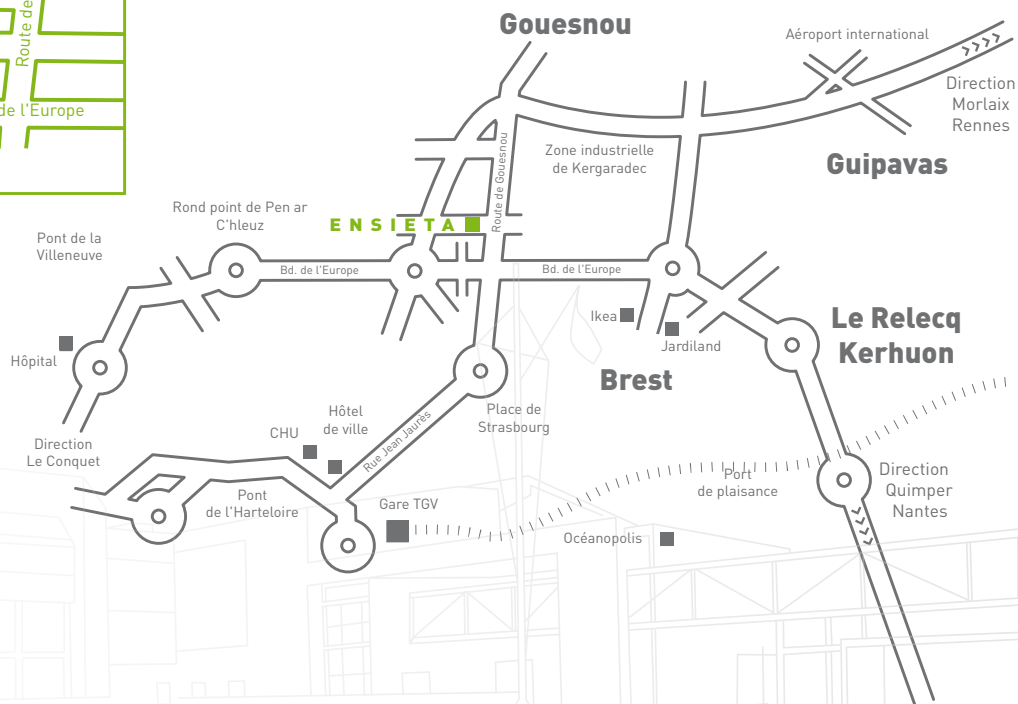 Route de
de l'Europe
Gouesnou
Aéroport international
Direction
Morlaix
Rennes
Zone industrielle
de Kergaradec
Guipavas
Route de Gouesnou
Rond point de Pen ar
C'hleuz
ENSIETA
Pont de la
Villeneuve
Bd. de l'Europe
Bd. de l'Europe
Ikea
Jardiland
Le Relecq
Kerhuon
Hôpital
Brest
Place de
Strasbourg
Hôtel
de ville
CHU
Rue Jean Jaurès
Direction
Le Conquet
Port
de plaisance
Direction
Quimper
Nantes
Pont
de l'Harteloire
Gare TGV
Océanopolis